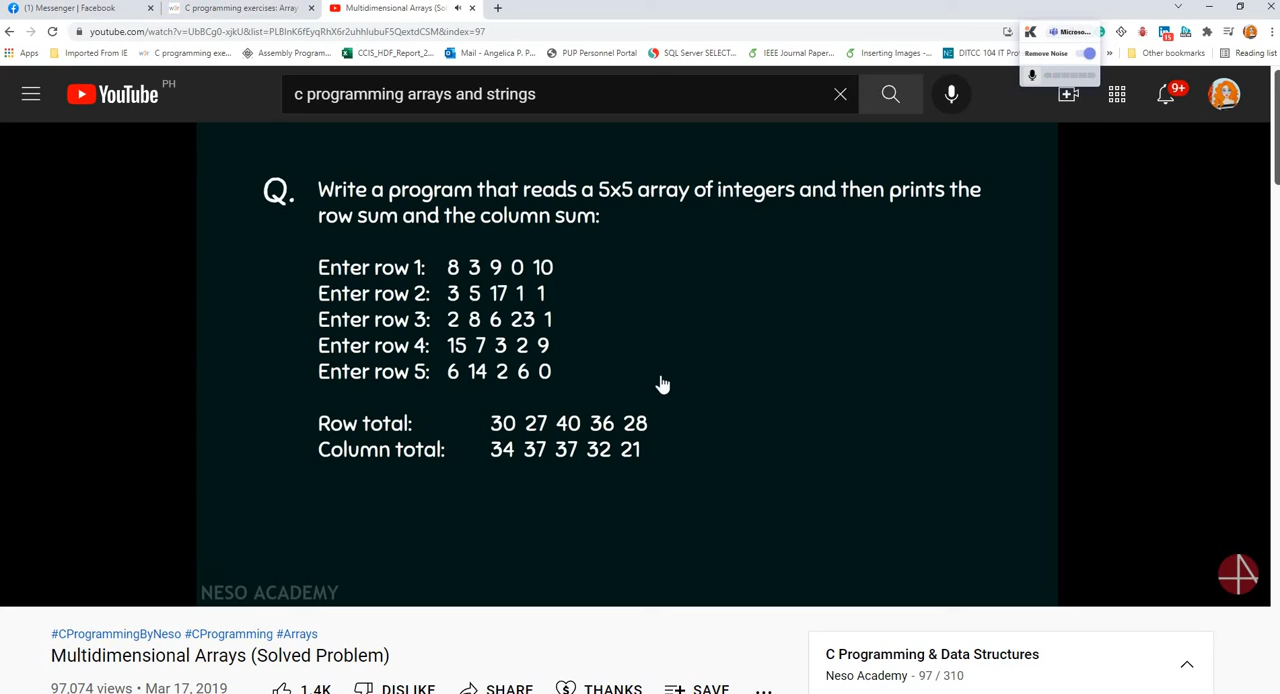 (1) Messenger | Facebook
C programming exercises: Array
Multidimensional Arrays (So
youtube.com/watch?v=UbBCg0-xjkU&list=PLBlnK6fEyqRhX6r2uhhlubuF5QextdCSM&index=97
Microso...
15
Apps
Imported From IE
C programming exe...
Assembly Program...
CCIS_HDF_Report_2...
Mail - Angelica P. P...
PUP Personnel Portal
SQL Server SELECT...
IEEE Journal Paper...
Inserting Images -...
DITCC 104 IT Pr
Remove Noise
»
Other bookmarks
Reading list
YouTube PH
c programming arrays and strings
9+
Q. Write a program that reads a 5x5 array of integers and then prints the
row sum and the column sum:
Enter row 1: 8 3 9 0 10
Enter row 2: 3 5 17 1 1
Enter row 3: 2 8 6 23 1
Enter row 4: 15 7 3 2 9
Enter row 5: 6 14 2 6 0
Row total: 30 27 40 36 28
Column total: 34 37 37 32 21
NESO ACADEMY
#CProgrammingByNeso #CProgramming #Arrays
Multidimensional Arrays (Solved Problem)
97,074 views • Mar 17, 2019
1.4K
DISLIKE
SHARE
THANKS
SAVE
C Programming & Data Structures
Neso Academy - 97 / 310